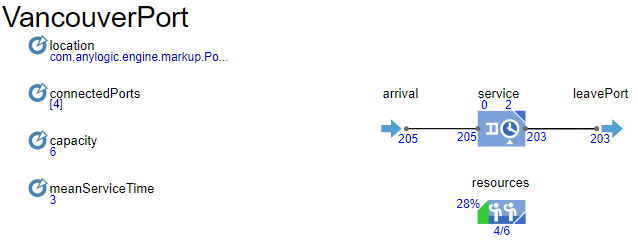 VancouverPort
location
com.anylogic.engine.markup.Po...
connectedPorts
[4]
capacity
6
meanServiceTime
3
arrival
service
leavePort
0 2
205
205
203
203
resources
28%
4/6